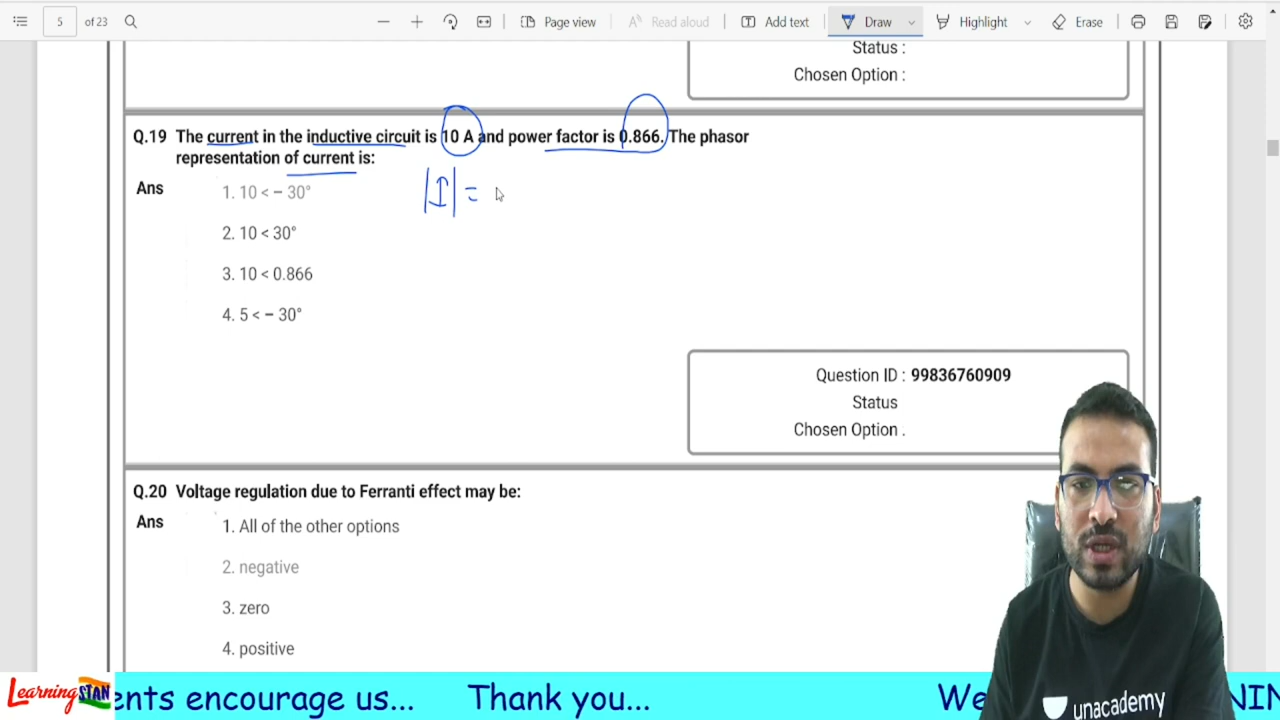 5 of 23 Page view Read aloud Add text Draw Highlight Erase
Status :
Chosen Option :
Q.19 The current in the inductive circuit is 10 A and power factor is 0.866. The phasor
representation of current is:
|I| =
Ans 1. 10 < – 30°
2. 10 < 30°
3. 10 < 0.866
4. 5 < – 30°
Question ID : 99836760909
Status
Chosen Option .
Q.20 Voltage regulation due to Ferranti effect may be:
Ans 1. All of the other options
2. negative
3. zero
4. positive
unacademy
Learning STAN
ents encourage us... Thank you... We NIN